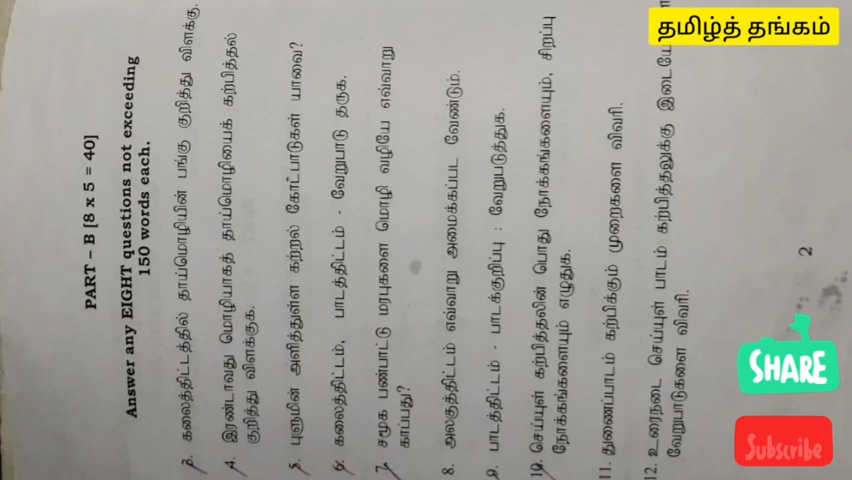 தமிழ்த் தங்கம்
PART – B [8 x 5 = 40]
Answer any EIGHT questions not exceeding
150 words each.
3. கலைத்திட்டத்தில் தாய்மொழியின் பங்கு குறித்து விளக்கு.
4. இரண்டாவது மொழியாகத் தாய்மொழியைக் கற்பித்தல்
குறித்து விளக்குக.
5. புளுமின் அளித்துள்ள கற்றல் கோட்பாடுகள் யாவை?
6. கலைத்திட்டம், பாடத்திட்டம் - வேறுபாடு தருக.
7. சமூக பண்பாட்டு மரபுகளை மொழி வழியே எவ்வாறு
காப்பது?
8. அலகுத்திட்டம் எவ்வாறு அமைக்கப்பட வேண்டும்.
9. பாடத்திட்டம் - பாடக்குறிப்பு : வேறுபடுத்துக.
10. செய்யுள் கற்பித்தலின் பொது நோக்கங்களையும், சிறப்பு
நோக்கங்களையும் எழுதுக.
11. துணைப்பாடம் கற்பிக்கும் முறைகளை விவரி.
12. உரைநடை செய்யுள் பாடம் கற்பித்தலுக்கு
வேறுபாடுகளை விவரி.
2
SHARE
Subscribe